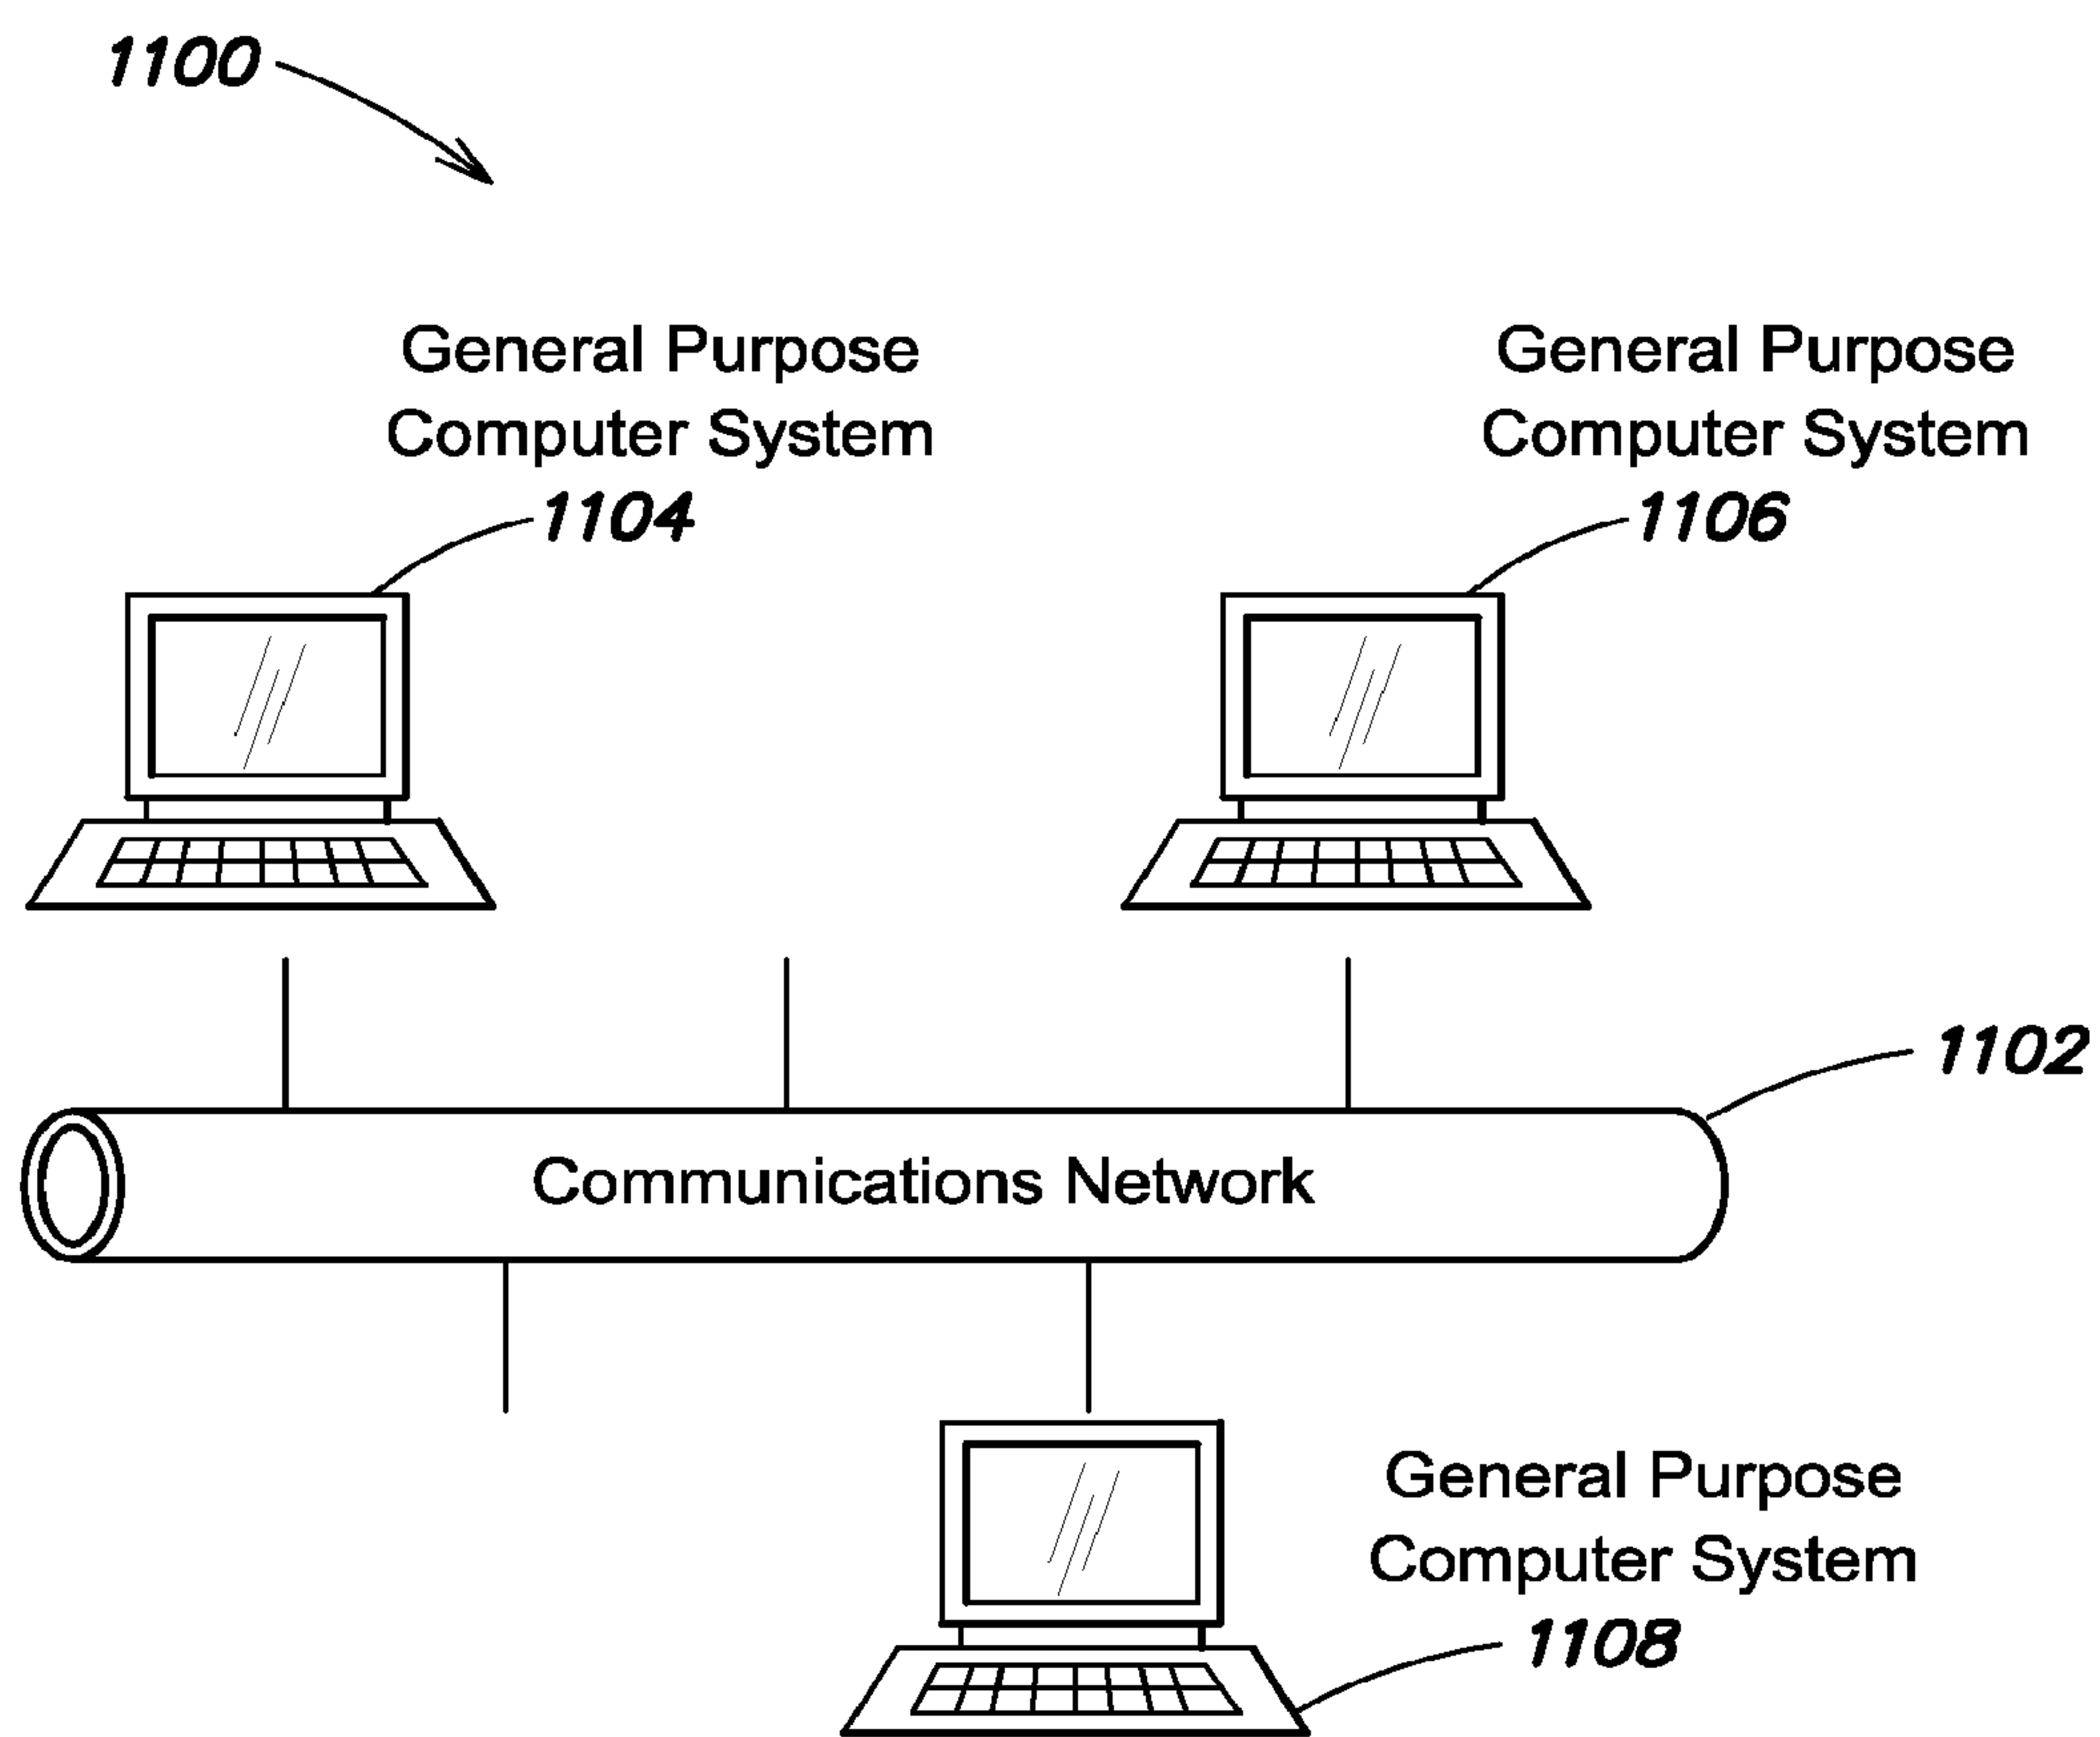 1100
General Purpose
Computer System
1104
General Purpose
Computer System
1106
1102
Communications Network
General Purpose
Computer System
1108